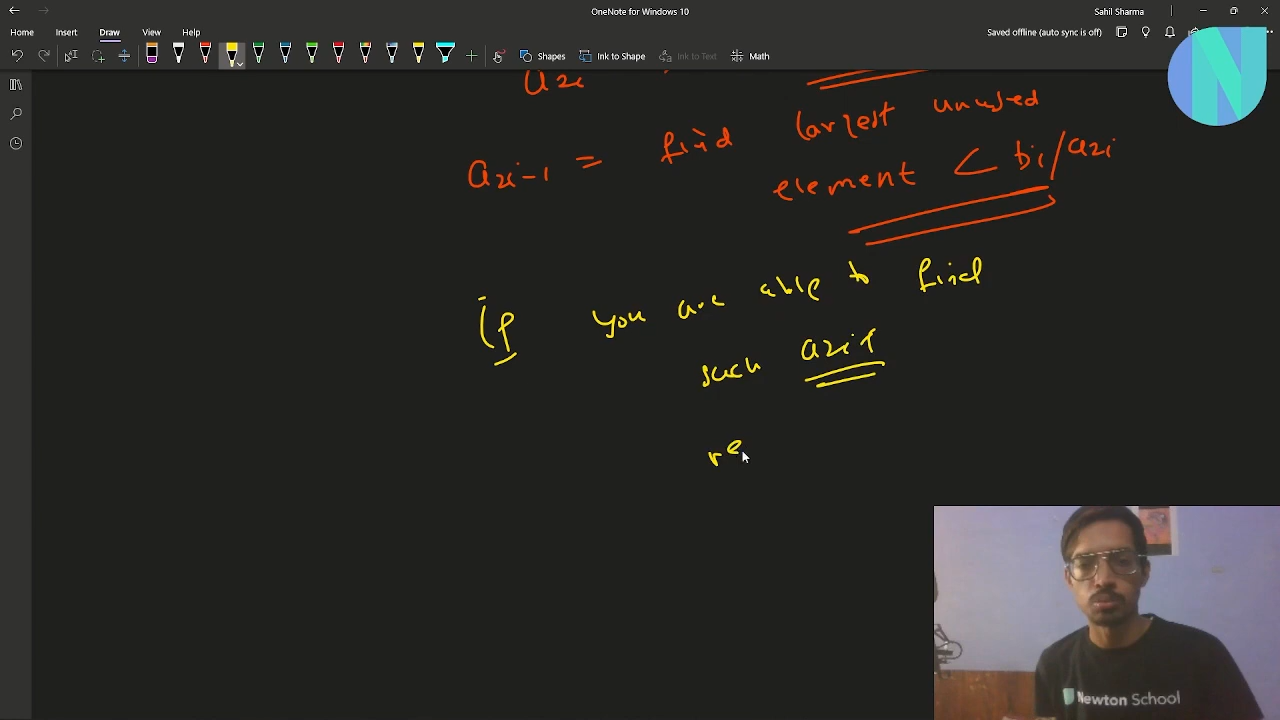 OneNote for Windows 10
Sahil Sharma
Home Insert Draw View Help
Saved offline (auto sync is off)
Shapes Ink to Shape Ink to Text Math
a2i
a2i-1 = find largest unused
element < bi/a2i
If you are able to find
such a2i-1
re
Newton School